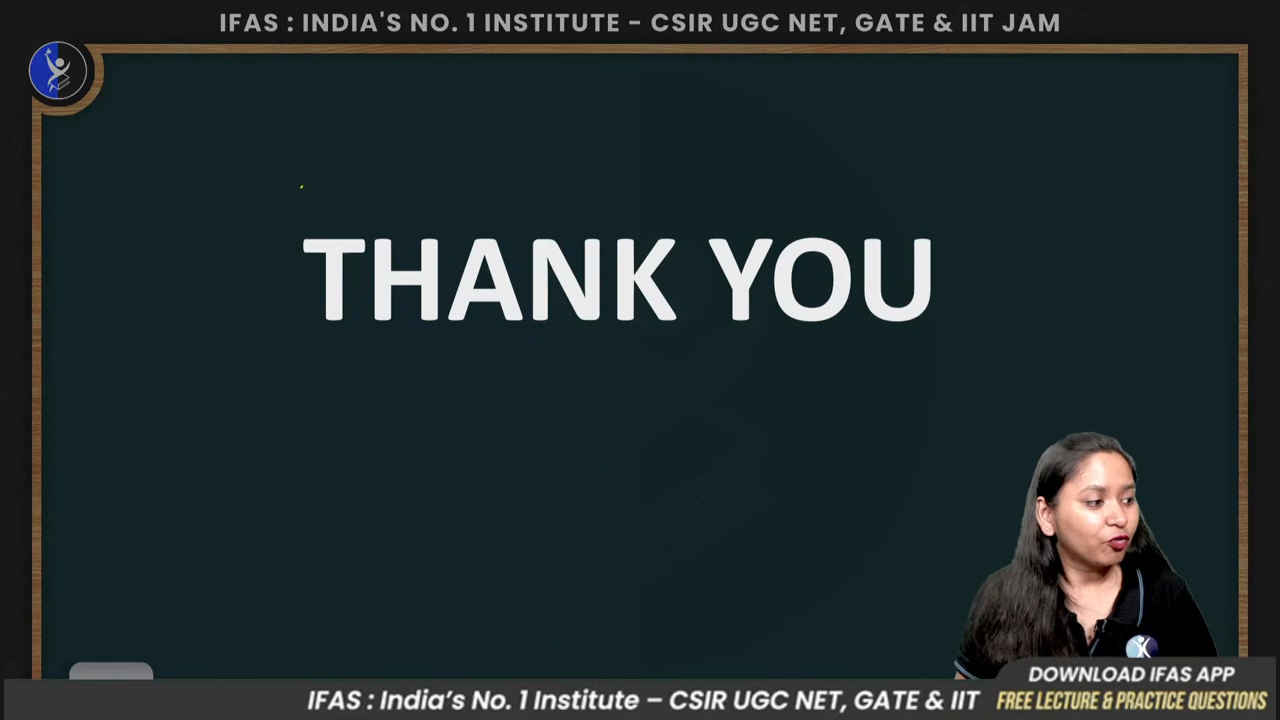 IFAS : INDIA'S NO. 1 INSTITUTE – CSIR UGC NET, GATE & IIT JAM
THANK YOU
DOWNLOAD IFAS APP
IFAS : India's No. 1 Institute – CSIR UGC NET, GATE & IIT
FREE LECTURE & PRACTICE QUESTIONS